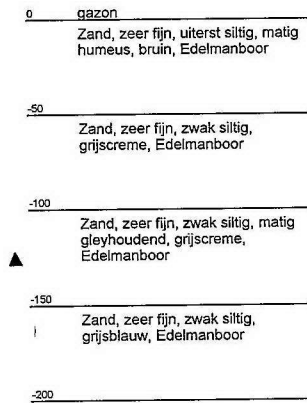 0 gazon
Zand, zeer fijn, uiterst siltig, matig
humeus, bruin, Edelmanboor
-50
Zand, zeer fijn, zwak siltig,
grijscreme, Edelmanboor
-100
Zand, zeer fijn, zwak siltig, matig
gleyhoudend, grijscreme,
Edelmanboor
-150
Zand, zeer fijn, zwak siltig,
grijsblauw, Edelmanboor
-200